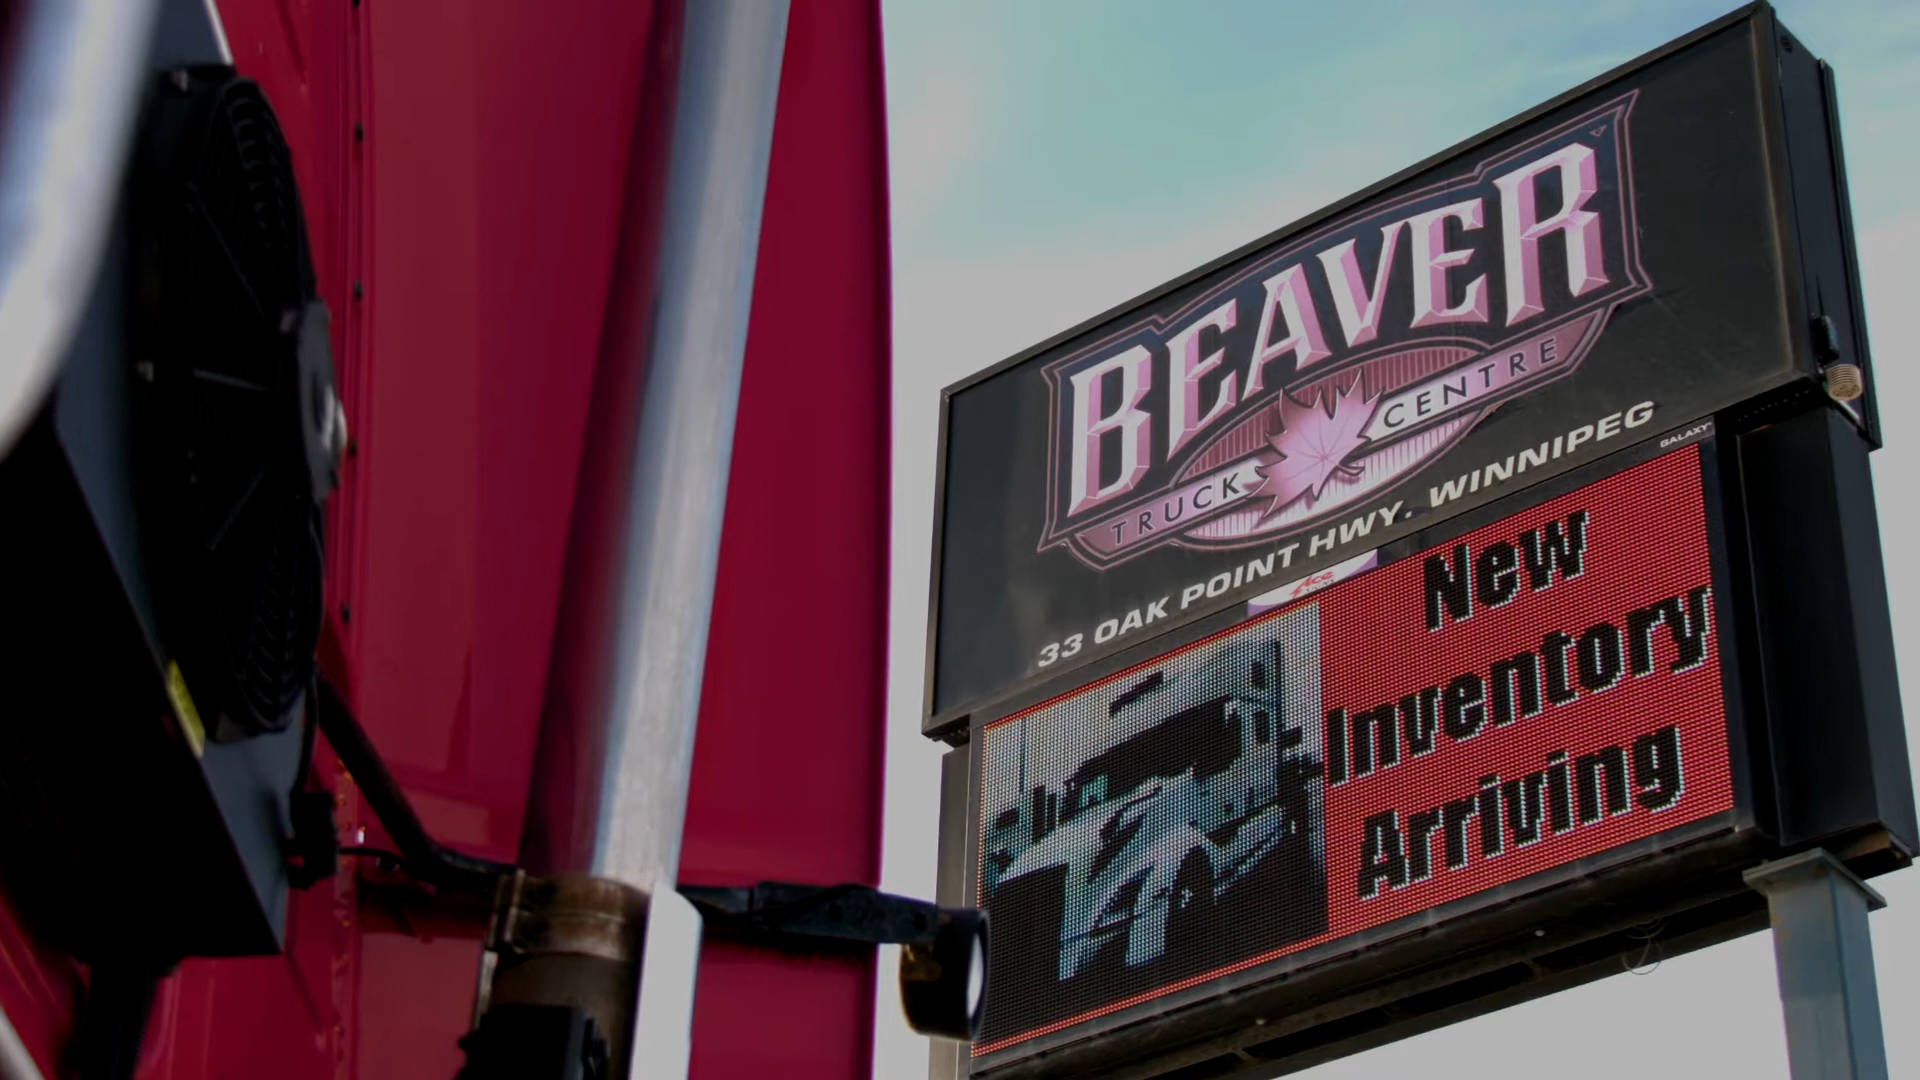 BEAVER
TRUCK CENTRE
33 OAK POINT HWY. WINNIPEG
GALAXY
New
Inventory
Arriving